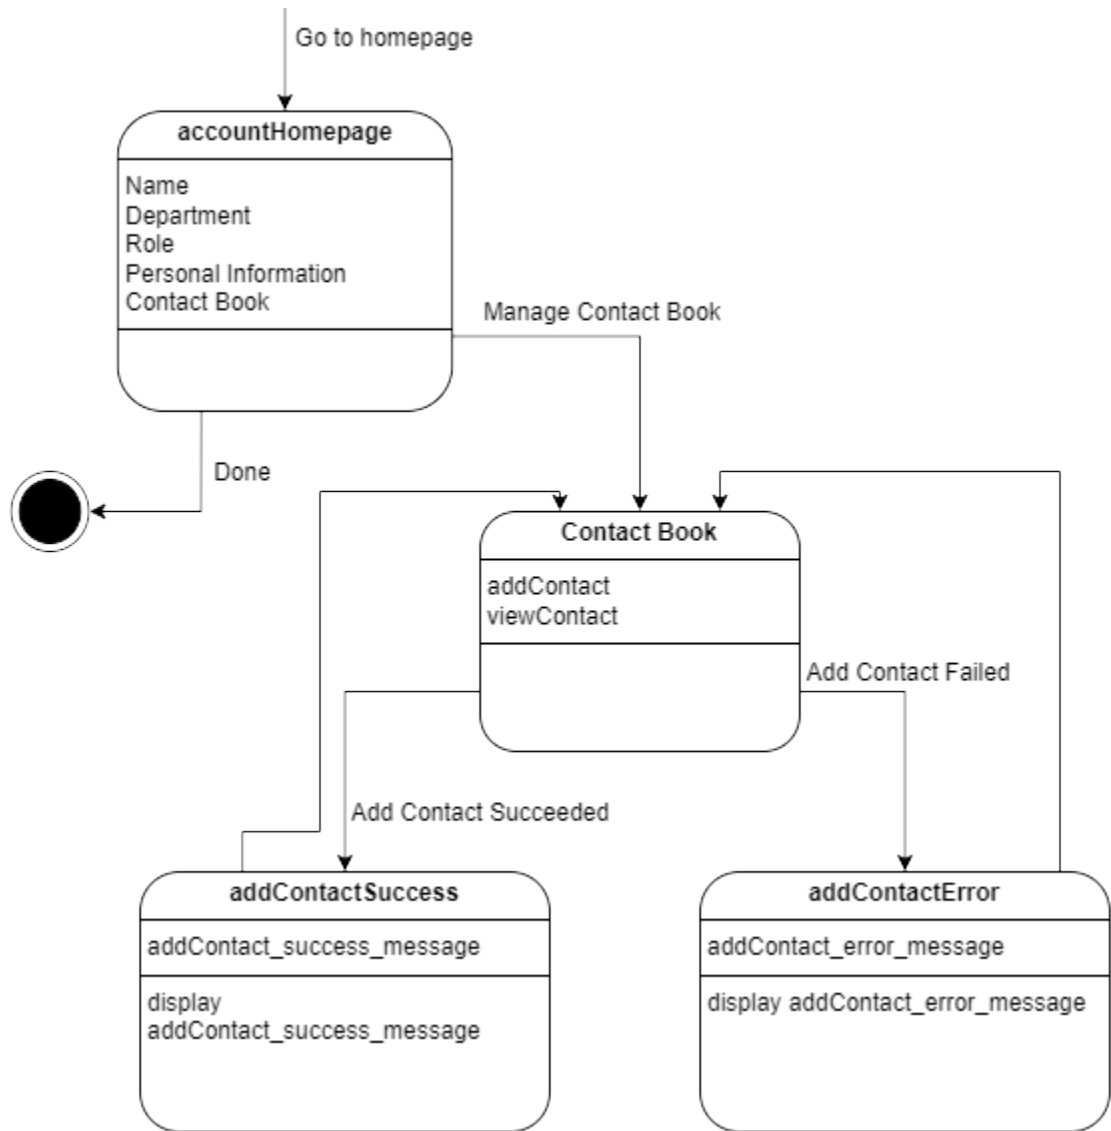 Go to homepage
accountHomepage
Name
Department
Role
Personal Information
Contact Book
Manage Contact Book
Done
Contact Book
addContact
viewContact
Add Contact Failed
Add Contact Succeeded
addContactSuccess
addContact_success_message
display
addContact_success_message
addContactError
addContact_error_message
display addContact_error_message